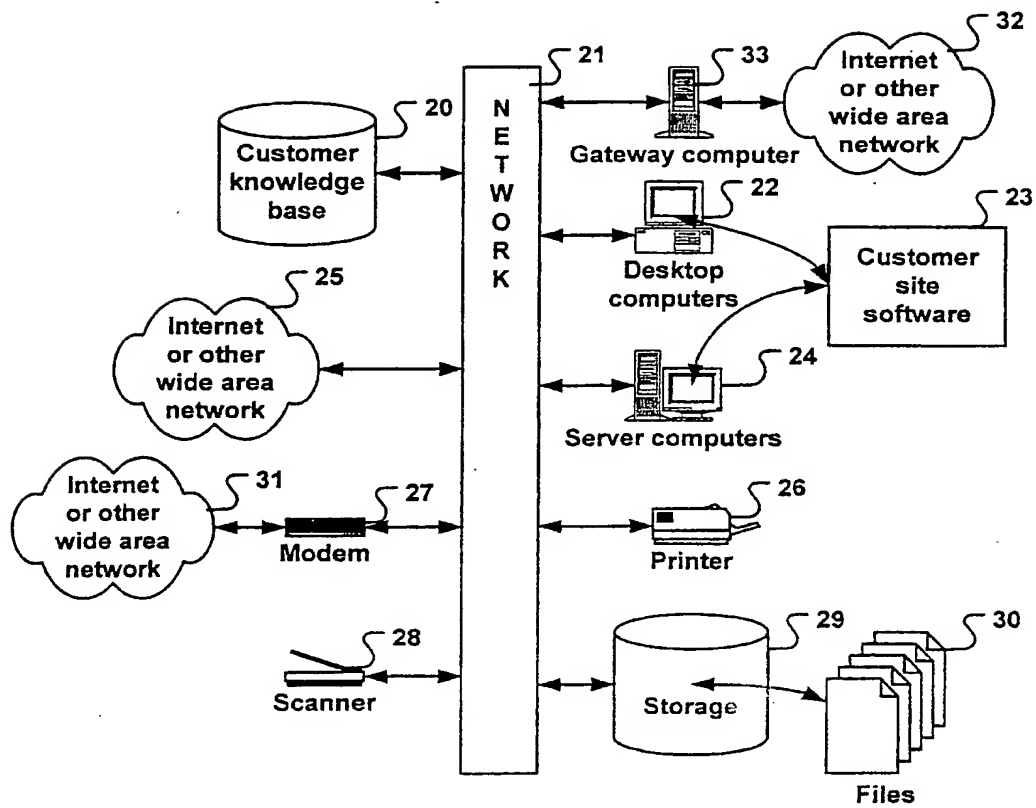 32
Internet
or other
wide area
network
33
Gateway computer
21
NETWORK
20
Customer
knowledge
base
22
Desktop
computers
23
Customer
site
software
25
Internet
or other
wide area
network
24
Server computers
31
Internet
or other
wide area
network
27
Modem
26
Printer
28
Scanner
29
Storage
30
Files